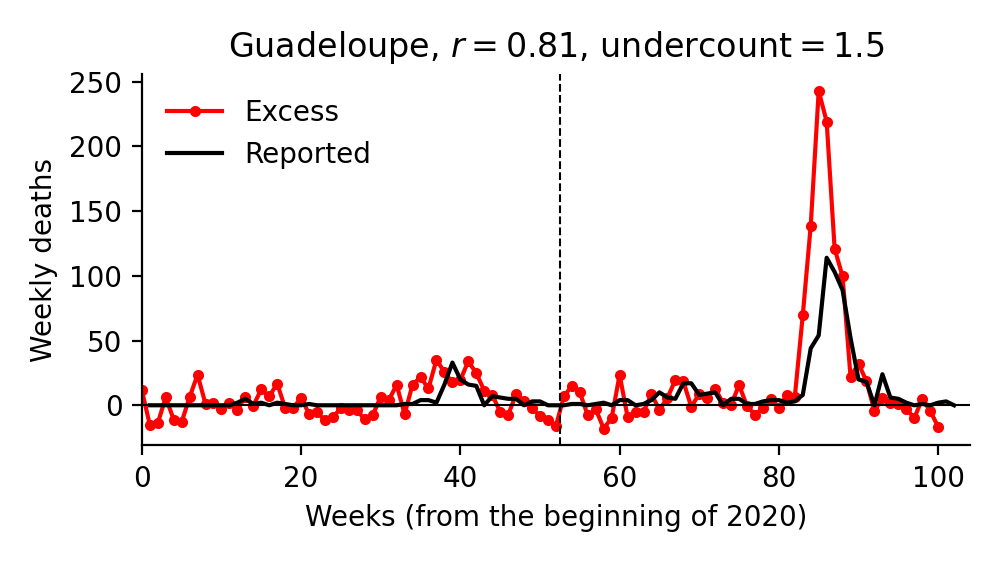 Guadeloupe, r = 0.81, undercount = 1.5
250
200
150
100
50
0
Weekly deaths
Excess
Reported
0 20 40 60 80 100
Weeks (from the beginning of 2020)